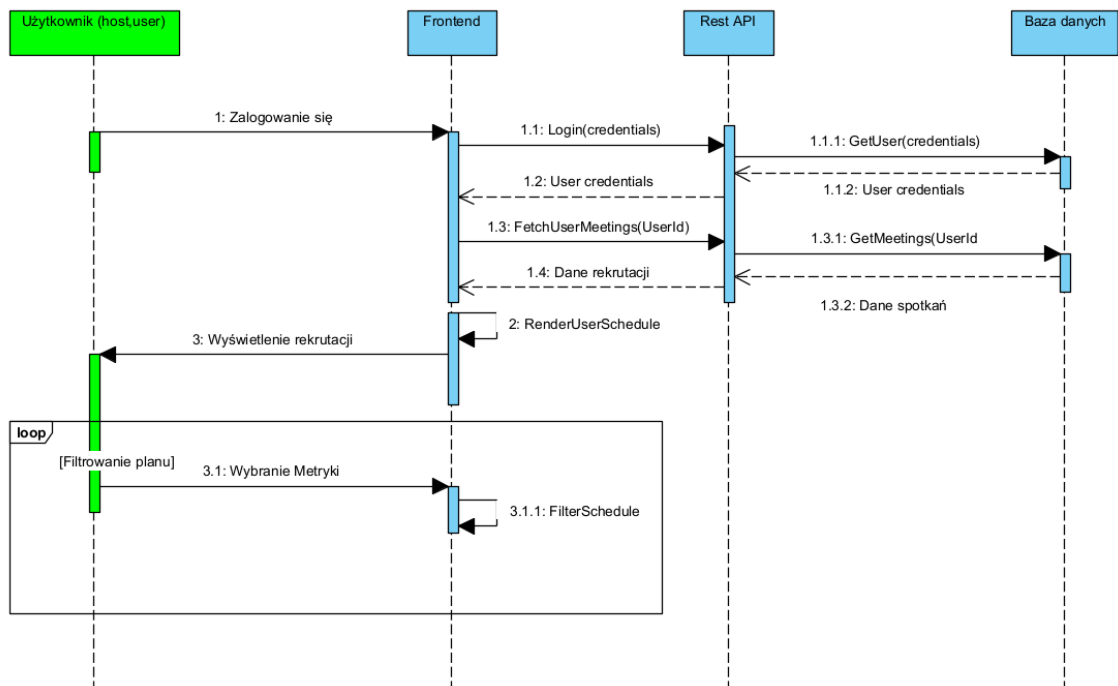 Użytkownik (host,user)
Frontend
Rest API
Baza danych
1: Zalogowanie się
1.1: Login(credentials)
1.1.1: GetUser(credentials)
1.2: User credentials
1.1.2: User credentials
1.3: FetchUserMeetings(UserId)
1.3.1: GetMeetings(UserId
1.4: Dane rekrutacji
1.3.2: Dane spotkań
2: RenderUserSchedule
3: Wyświetlenie rekrutacji
loop
[Filtrowanie planu]
3.1: Wybranie Metryki
3.1.1: FilterSchedule